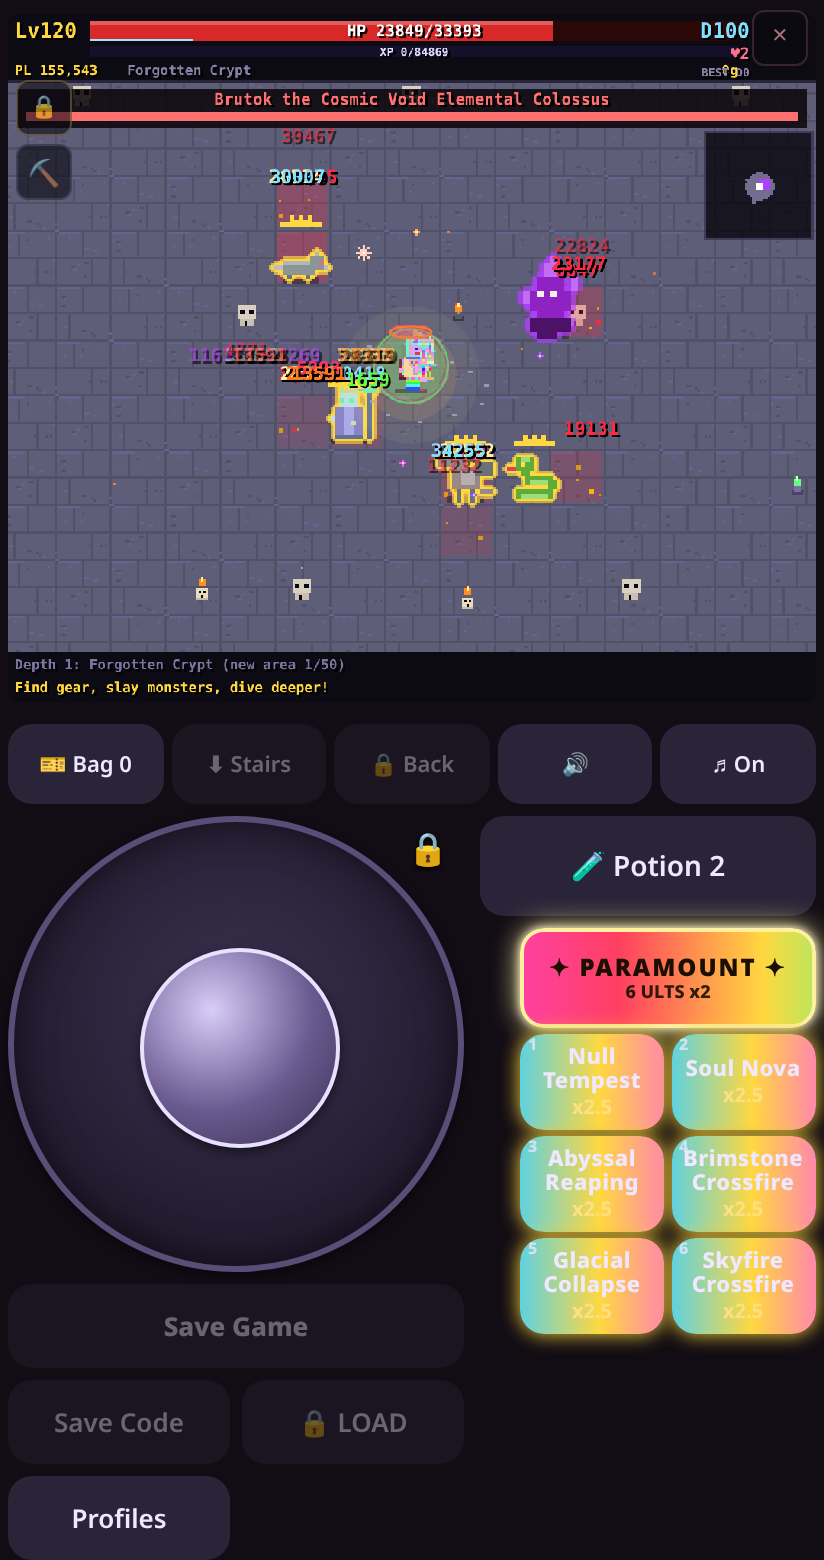 Lv120
HP 23849/33393
D100
×
XP 0/84869
♥2
PL 155,543
Forgotten Crypt
Brutok the Cosmic Void Elemental Colossus
39467
22824
23177
1659
19131
11232
Depth 1: Forgotten Crypt (new area 1/50)
Find gear, slay monsters, dive deeper!
Bag 0
Stairs
Back
On
Potion 2
✦ PARAMOUNT ✦
6 ULTS x2
1
Null
Tempest
x2.5
2
Soul Nova
x2.5
3
Abyssal
Reaping
x2.5
4
Brimstone
Crossfire
x2.5
5
Glacial
Collapse
x2.5
6
Skyfire
Crossfire
x2.5
Save Game
Save Code
LOAD
Profiles